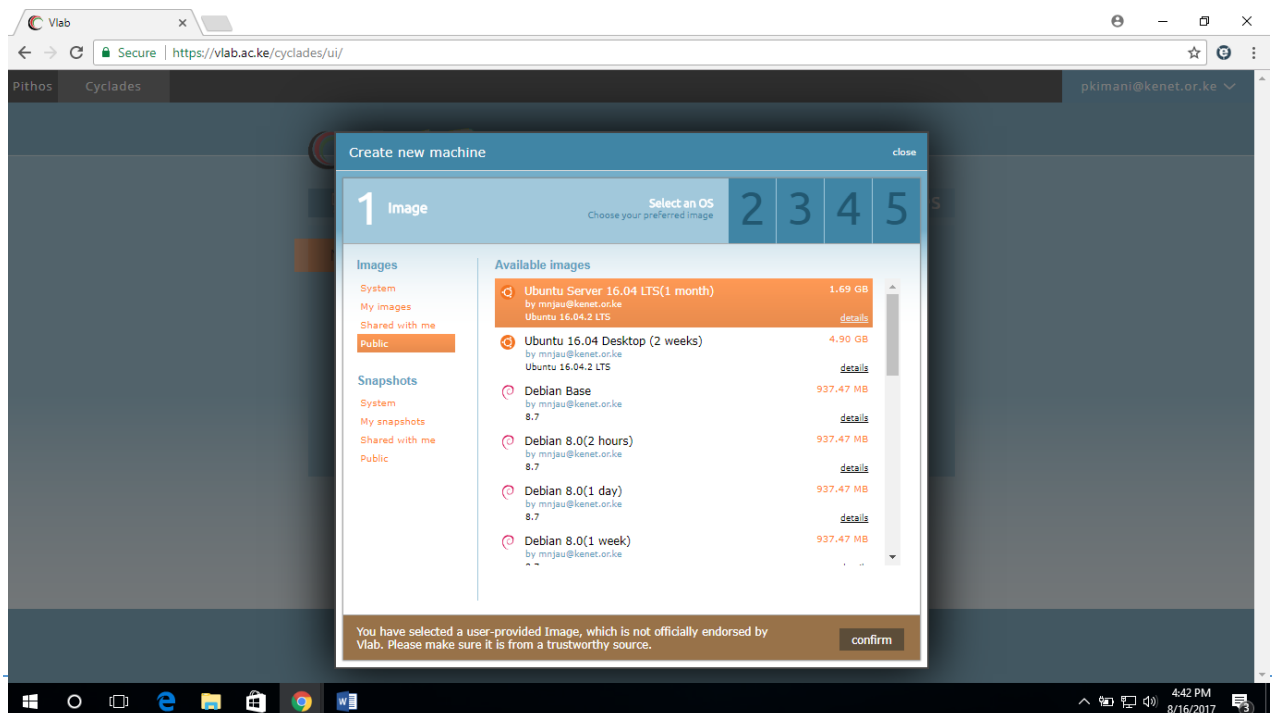 Vlab
Secure | https://vlab.ac.ke/cyclades/ui/
Pithos Cyclades pkimani@kenet.or.ke
Create new machine close
1 Image Select an OS 2 3 4 5
Choose your preferred image
Images
System
My images
Shared with me
Public
Snapshots
System
My snapshots
Shared with me
Public
Available images
Ubuntu Server 16.04 LTS(1 month) 1.69 GB
by mnjau@kenet.or.ke
Ubuntu 16.04.2 LTS details
Ubuntu 16.04 Desktop (2 weeks) 4.90 GB
by mnjau@kenet.or.ke
Ubuntu 16.04.2 LTS details
Debian Base 937.47 MB
by mnjau@kenet.or.ke
8.7 details
Debian 8.0(2 hours) 937.47 MB
by mnjau@kenet.or.ke
8.7 details
Debian 8.0(1 day) 937.47 MB
by mnjau@kenet.or.ke
8.7 details
Debian 8.0(1 week) 937.47 MB
by mnjau@kenet.or.ke
You have selected a user-provided Image, which is not officially endorsed by
Vlab. Please make sure it is from a trustworthy source.
confirm
4:42 PM
8/16/2017
3